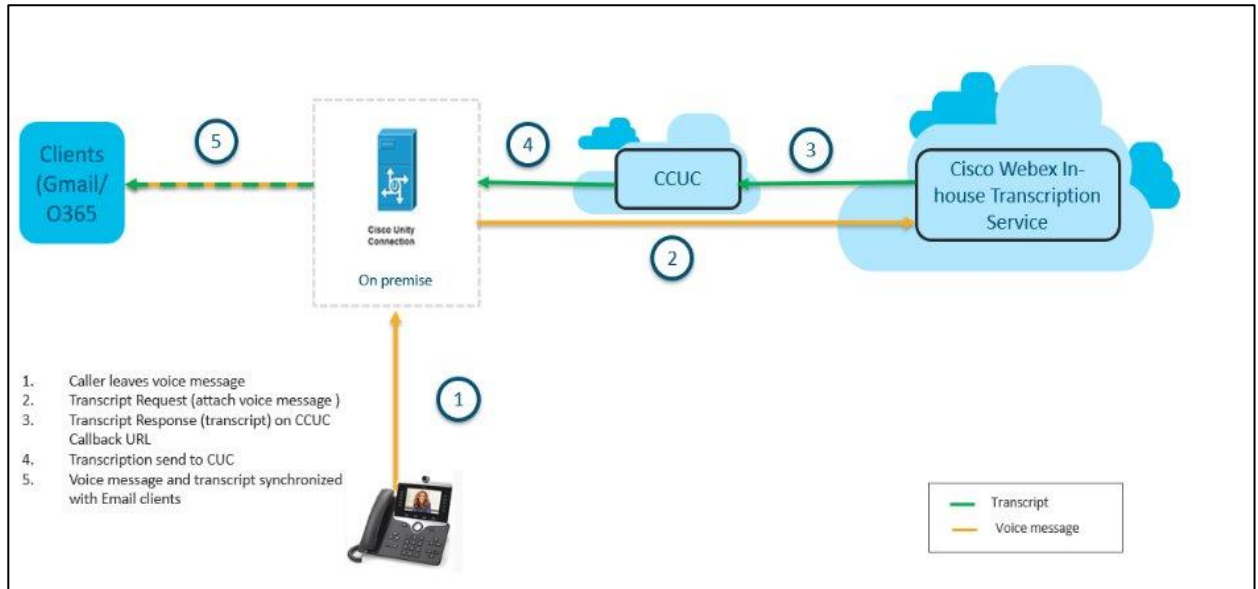 5
4
3
Clients
(Gmail/
O365
CCUC
Cisco Webex In-
house Transcription
Service
Cisco Unity
Connection
2
On premise
1
1. Caller leaves voice message
2. Transcript Request (attach voice message )
3. Transcript Response (transcript) on CCUC
Callback URL
4. Transcription send to CUC
5. Voice message and transcript synchronized
with Email clients
Transcript
Voice message